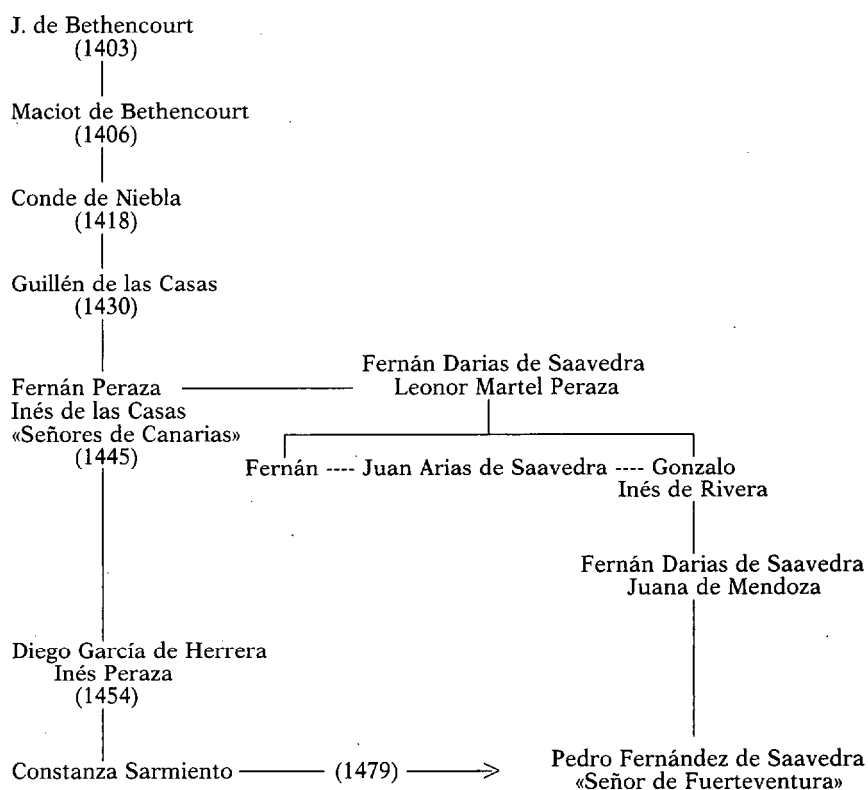 J. de Bethencourt
(1403)
Maciot de Bethencourt
(1406)
Conde de Niebla
(1418)
Guillén de las Casas
(1430)
Fernán Peraza
Inés de las Casas
«Señores de Canarias»
(1445)
Fernán Darias de Saavedra
Leonor Martel Peraza
Fernán ---- Juan Arias de Saavedra ---- Gonzalo
Inés de Rivera
Fernán Darias de Saavedra
Juana de Mendoza
Diego García de Herrera
Inés Peraza
(1454)
Constanza Sarmiento
(1479)
Pedro Fernández de Saavedra
«Señor de Fuerteventura»